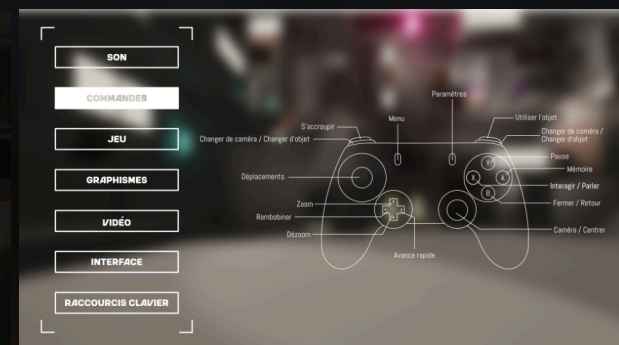 SON
COMMANDES
JEU
GRAPHISMES
VIDÉO
INTERFACE
RACCOURCIS CLAVIER
Paramètres
Menu
S'accroupir
Changer de caméra / Changer d'objet
Déplacements
Zoom
Rembobiner
Dézoom
Avance rapide
Utiliser l'objet
Changer de caméra /
Changer d'objet
Pause
Mémoire
Interagir / Parler
Fermer / Retour
Caméra / Centrer
Y
X
A
B